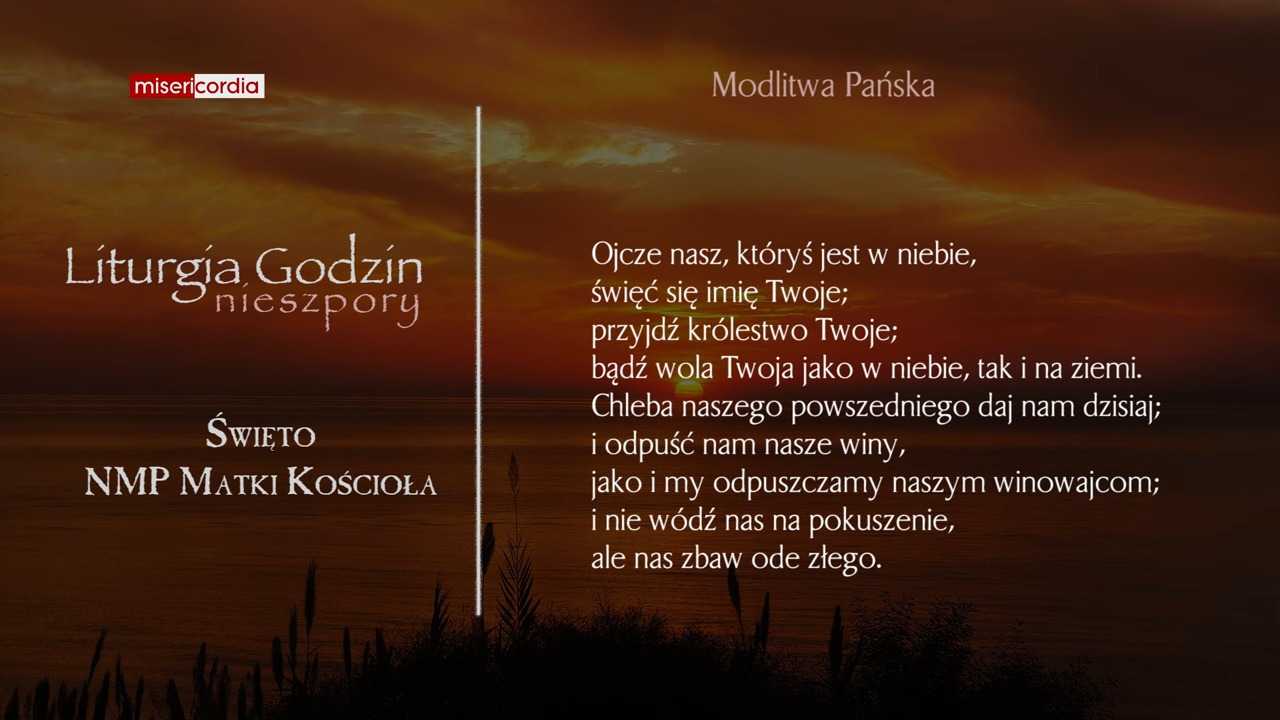 misericordia
Liturgia Godzin
nieszpory
Święto
NMP Matki Kościoła
Modlitwa Pańska
Ojcze nasz, któryś jest w niebie,
święć się imię Twoje;
przyjdź królestwo Twoje;
bądź wola Twoja jako w niebie, tak i na ziemi.
Chleba naszego powszedniego daj nam dzisiaj;
i odpuść nam nasze winy,
jako i my odpuszczamy naszym winowajcom;
i nie wódź nas na pokuszenie,
ale nas zbaw ode złego.